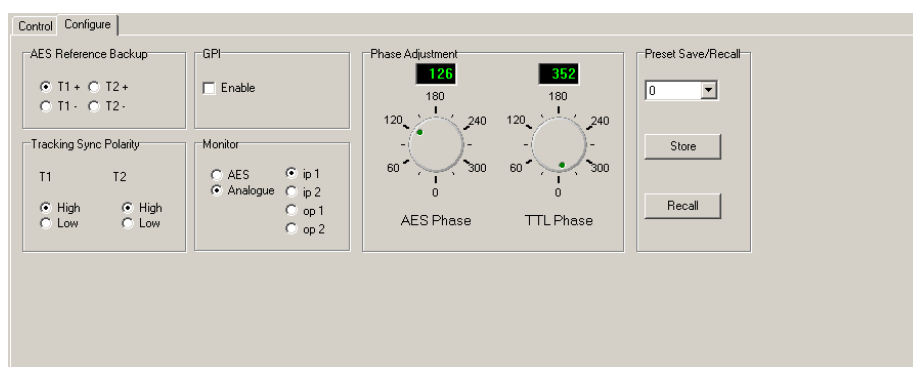 Control Configure
AES Reference Backup
T1 + T2 +
T1 - T2 -
GPI
Enable
Tracking Sync Polarity
T1 T2
High High
Low Low
Monitor
AES
Analogue
ip 1
ip 2
op 1
op 2
Phase Adjustment
126
180
120 240
60 300
0
AES Phase
352
180
120 240
60 300
0
TTL Phase
Preset Save/Recall
0
Store
Recall